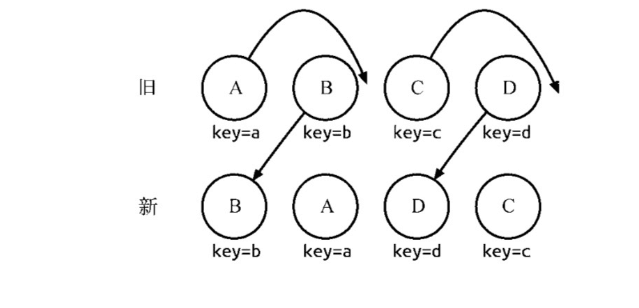 旧 A B C D
key=a key=b key=c key=d
新 B A D C
key=b key=a key=d key=c